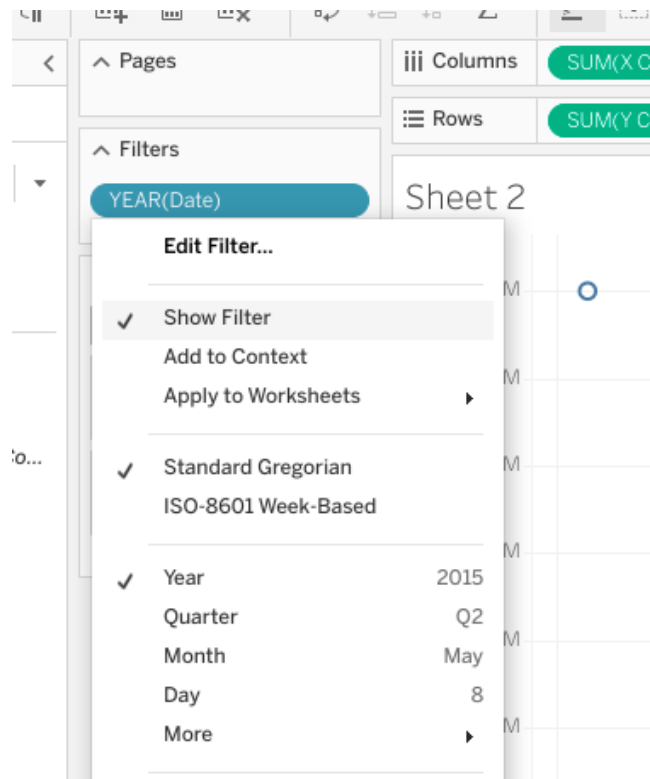 Pages
Columns
SUM(X C
Rows
SUM(Y C
Filters
YEAR(Date)
Sheet 2
Edit Filter...
Show Filter
Add to Context
Apply to Worksheets
Standard Gregorian
ISO-8601 Week-Based
Year 2015
Quarter Q2
Month May
Day 8
More
M
M
M
M
M
M